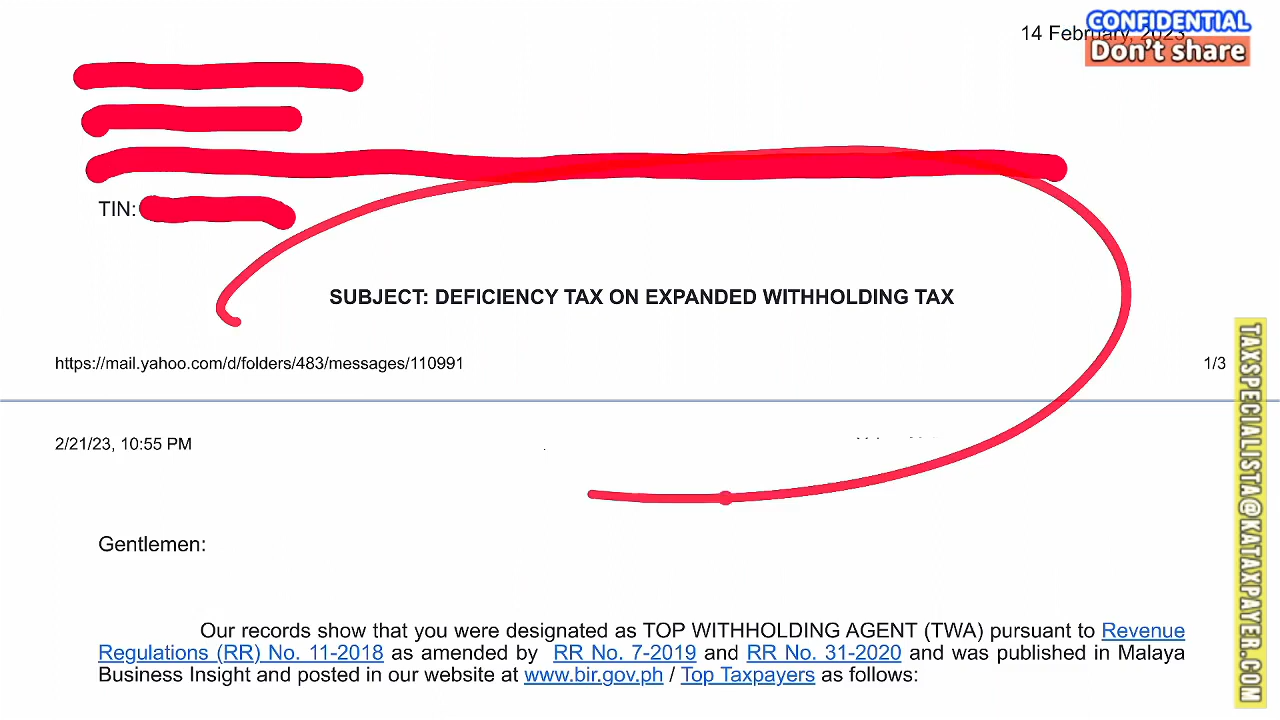 CONFIDENTIAL
14 February, 2023
Don't share
TIN:
SUBJECT: DEFICIENCY TAX ON EXPANDED WITHHOLDING TAX
https://mail.yahoo.com/d/folders/483/messages/110991
1/3
2/21/23, 10:55 PM
Gentlemen:
Our records show that you were designated as TOP WITHHOLDING AGENT (TWA) pursuant to Revenue
Regulations (RR) No. 11-2018 as amended by RR No. 7-2019 and RR No. 31-2020 and was published in Malaya
Business Insight and posted in our website at www.bir.gov.ph / Top Taxpayers as follows:
TAXSPECIALISTA@KATAXPAYER.COM